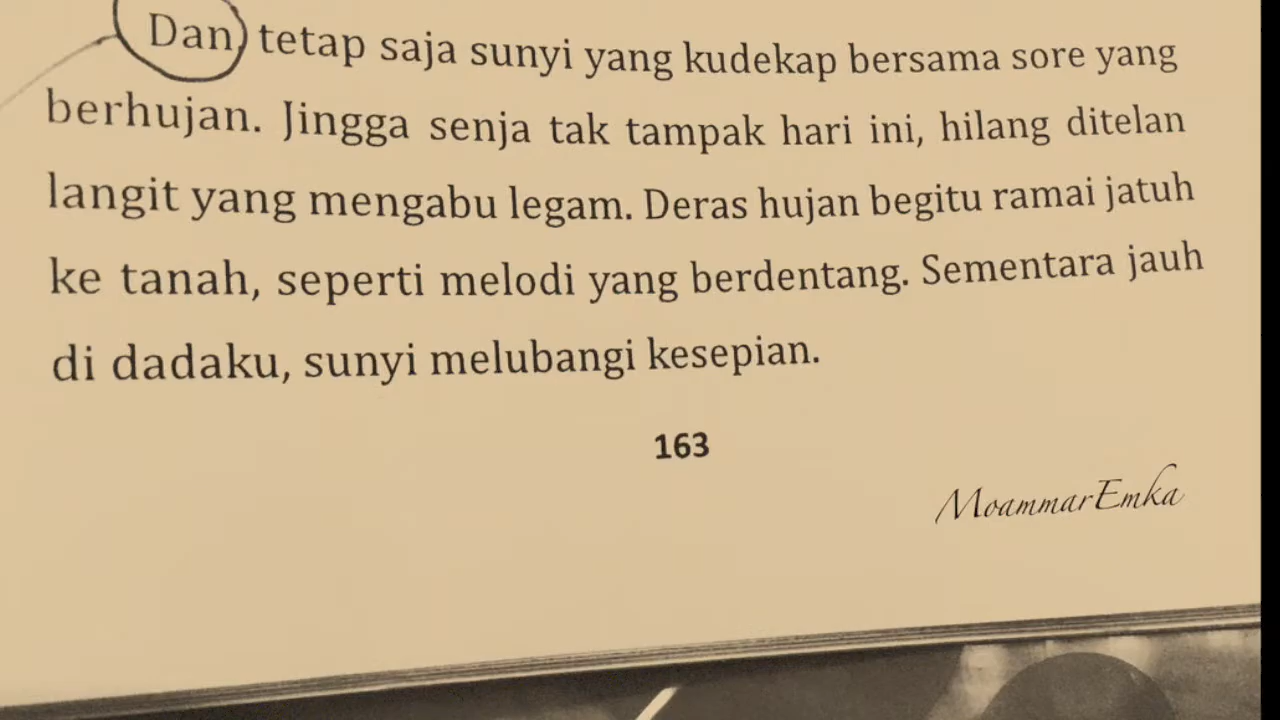 Dan, tetap saja sunyi yang kudekap bersama sore yang
berhujan. Jingga senja tak tampak hari ini, hilang ditelan
langit yang mengabu legam. Deras hujan begitu ramai jatuh
ke tanah, seperti melodi yang berdentang. Sementara jauh
di dadaku, sunyi melubangi kesepian.
163
MoammarEmka